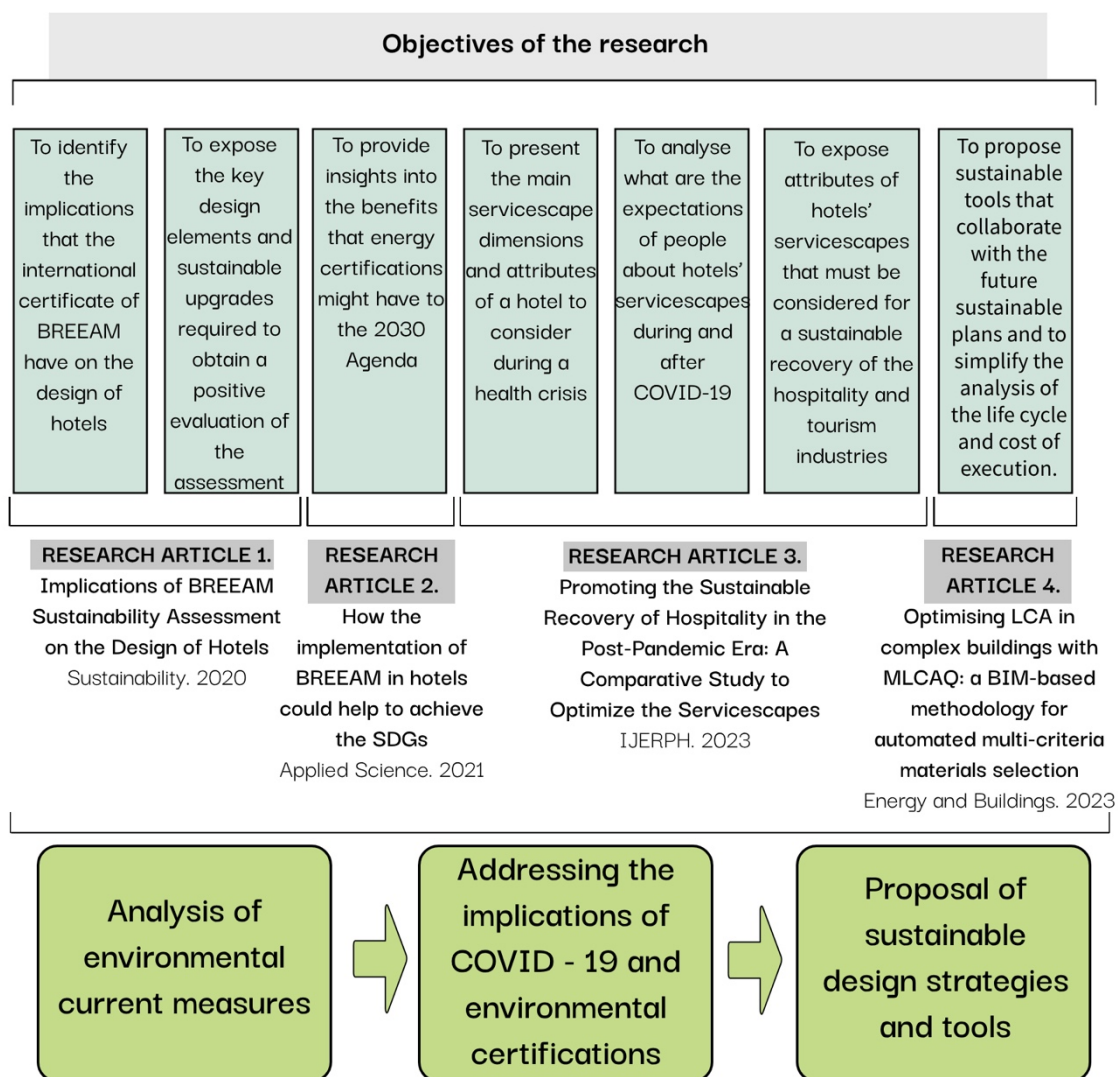 Objectives of the research
To identify
the
implications
that the
international
certificate of
BREEAM
have on the
design of
hotels
To expose
the key
design
elements and
sustainable
upgrades
required to
obtain a
positive
evaluation of
the
assessment
To provide
insights into
the benefits
that energy
certifications
might have to
the 2030
Agenda
To present
the main
servicescape
dimensions
and attributes
of a hotel to
consider
during a
health crisis
To analyse
what are the
expectations
of people
about hotels'
servicescapes
during and
after
COVID-19
To expose
attributes of
hotels'
servicescapes
that must be
considered for
a sustainable
recovery of the
hospitality and
tourism
industries
To propose
sustainable
tools that
collaborate
with the
future
sustainable
plans and to
simplify the
analysis of
the life cycle
and cost of
execution.
RESEARCH ARTICLE 1.
Implications of BREEAM
Sustainability Assessment
on the Design of Hotels
Sustainability. 2020
RESEARCH
ARTICLE 2.
How the
implementation of
BREEAM in hotels
could help to achieve
the SDGs
Applied Science. 2021
RESEARCH ARTICLE 3.
Promoting the Sustainable
Recovery of Hospitality in the
Post-Pandemic Era: A
Comparative Study to
Optimize the Servicescapes
IJERPH. 2023
RESEARCH
ARTICLE 4.
Optimising LCA in
complex buildings with
MLCAQ: a BIM-based
methodology for
automated multi-criteria
materials selection
Energy and Buildings. 2023
Analysis of
environmental
current measures
Addressing the
implications of
COVID - 19 and
environmental
certifications
Proposal of
sustainable
design strategies
and tools